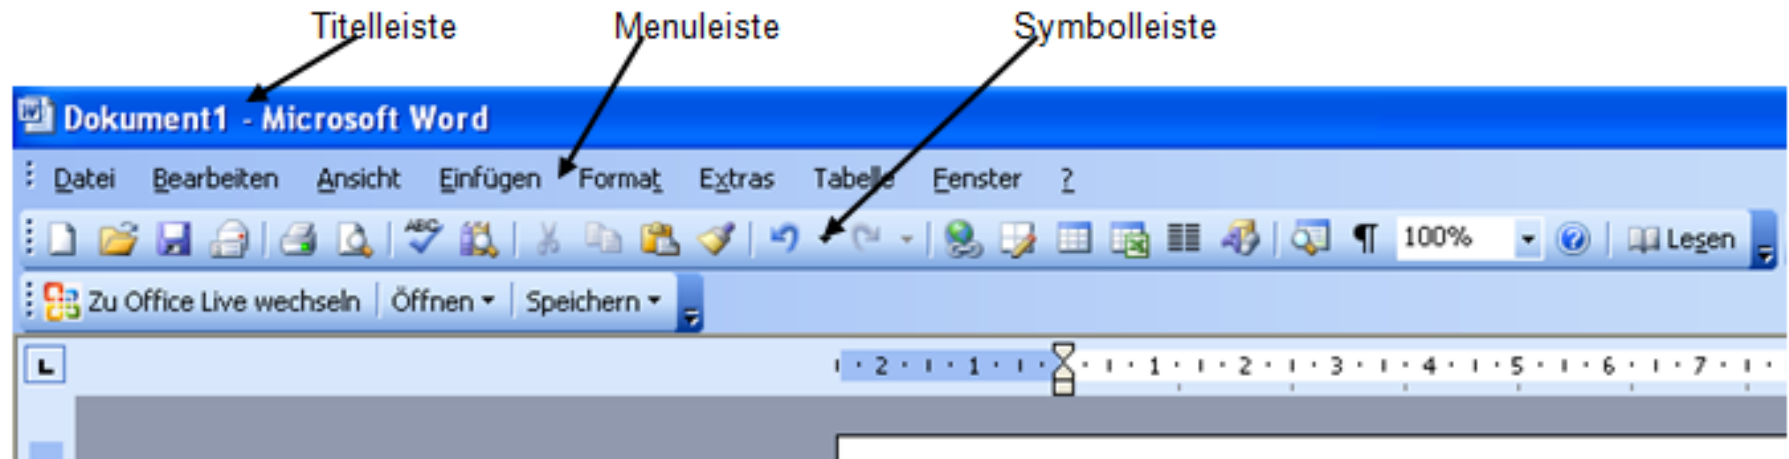 Titelleiste Menuleiste Symbolleiste
Dokument1 - Microsoft Word
Datei Bearbeiten Ansicht Einfügen Format Extras Tabelle Fenster ?
ABC 100% Lesen
Zu Office Live wechseln Öffnen Speichern
L 2 1 1 2 3 4 5 6 7